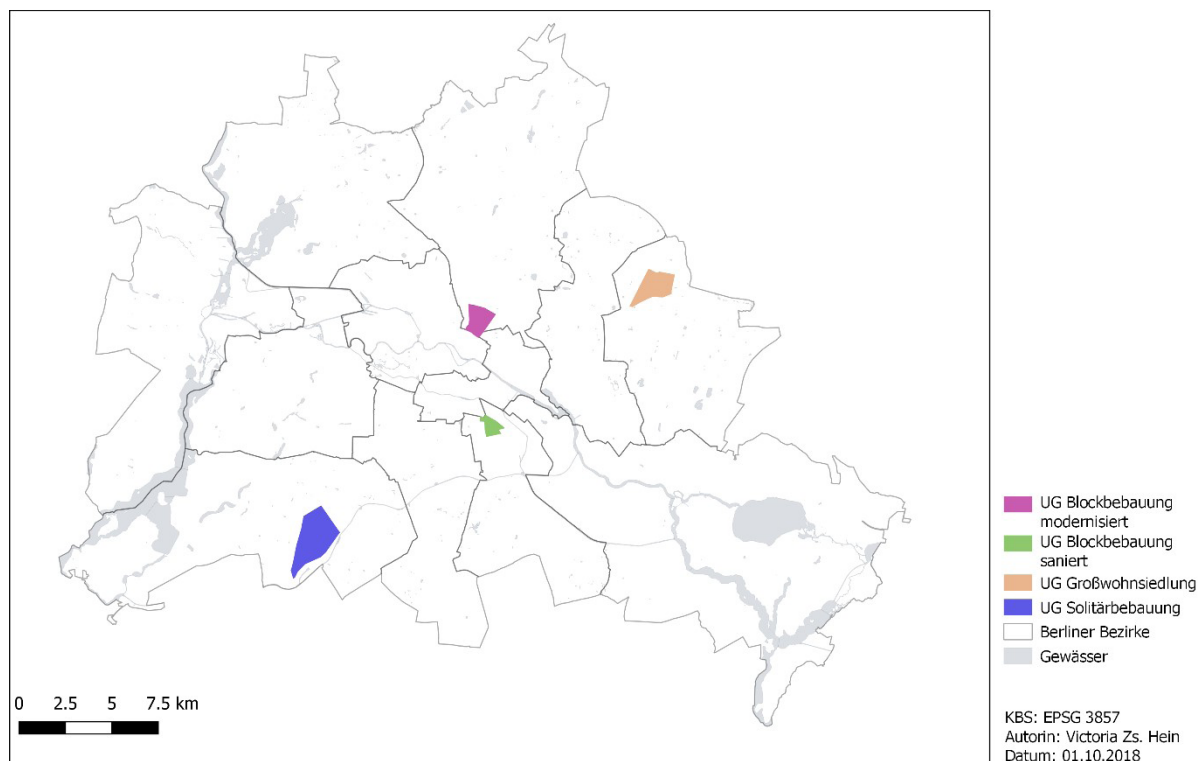 UG Blockbebauung
modernisiert
UG Blockbebauung
saniert
UG Großwohnsiedlung
UG Solitärbebauung
Berliner Bezirke
Gewässer
0 2.5 5 7.5 km
KBS: EPSG 3857
Autorin: Victoria Zs. Hein
Datum: 01.10.2018